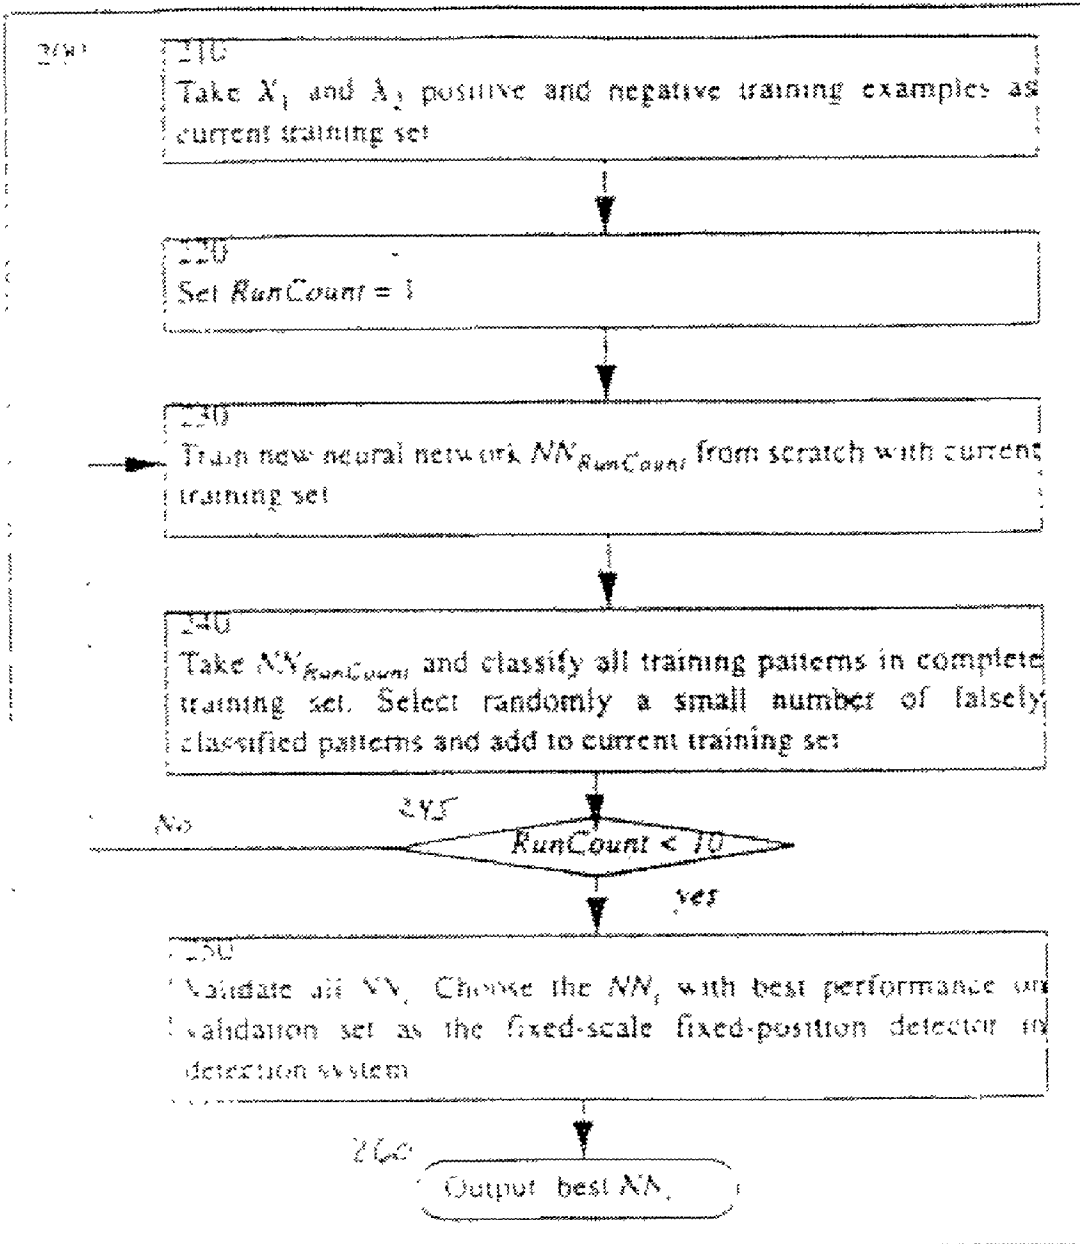 210
Take X₁ and X₂ positive and negative training examples as
current training set
220
Set RunCount = 1
230
Train new neural network NN_RunCount from scratch with current
training set
240
Take NN_RunCount and classify all training patterns in complete
training set. Select randomly a small number of falsely
classified patterns and add to current training set
245
No
RunCount < 10
yes
250
Validate all NNᵢ. Choose the NNᵢ with best performance on
validation set as the fixed-scale fixed-position detector in
detection system
260
Output best NNᵢ